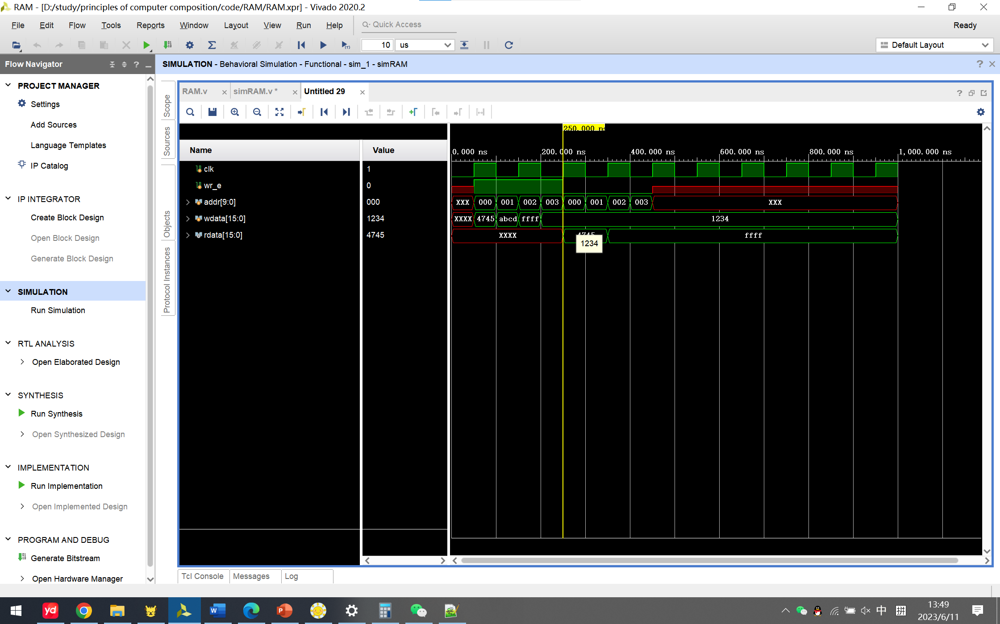 RAM - [D:/study/principles of computer composition/code/RAM/RAM.xpr] - Vivado 2020.2
File Edit Flow Tools Reports Window Layout View Run Help Quick Access Ready
10 us Default Layout
Flow Navigator ? SIMULATION - Behavioral Simulation - Functional - sim_1 - simRAM
PROJECT MANAGER
Settings
Add Sources
Language Templates
IP Catalog
IP INTEGRATOR
Create Block Design
Open Block Design
Generate Block Design
SIMULATION
Run Simulation
RTL ANALYSIS
Open Elaborated Design
SYNTHESIS
Run Synthesis
Open Synthesized Design
IMPLEMENTATION
Run Implementation
Open Implemented Design
PROGRAM AND DEBUG
Generate Bitstream
Open Hardware Manager
Scope
Sources
Objects
Protocol Instances
RAM.v simRAM.v * Untitled 29
250.000 ns
Name Value
0.000 ns 200.000 ns 400.000 ns 600.000 ns 800.000 ns 1,000.000 ns
clk 1
wr_e 0
addr[9:0] 000 XXX 000 001 002 003 000 001 002 003 XXX
wdata[15:0] 1234 XXXX 4745 abcd ffff 1234
rdata[15:0] 4745 XXXX 4745 ffff
1234
Tcl Console Messages Log
yd
中 拼
13:49
2023/6/11